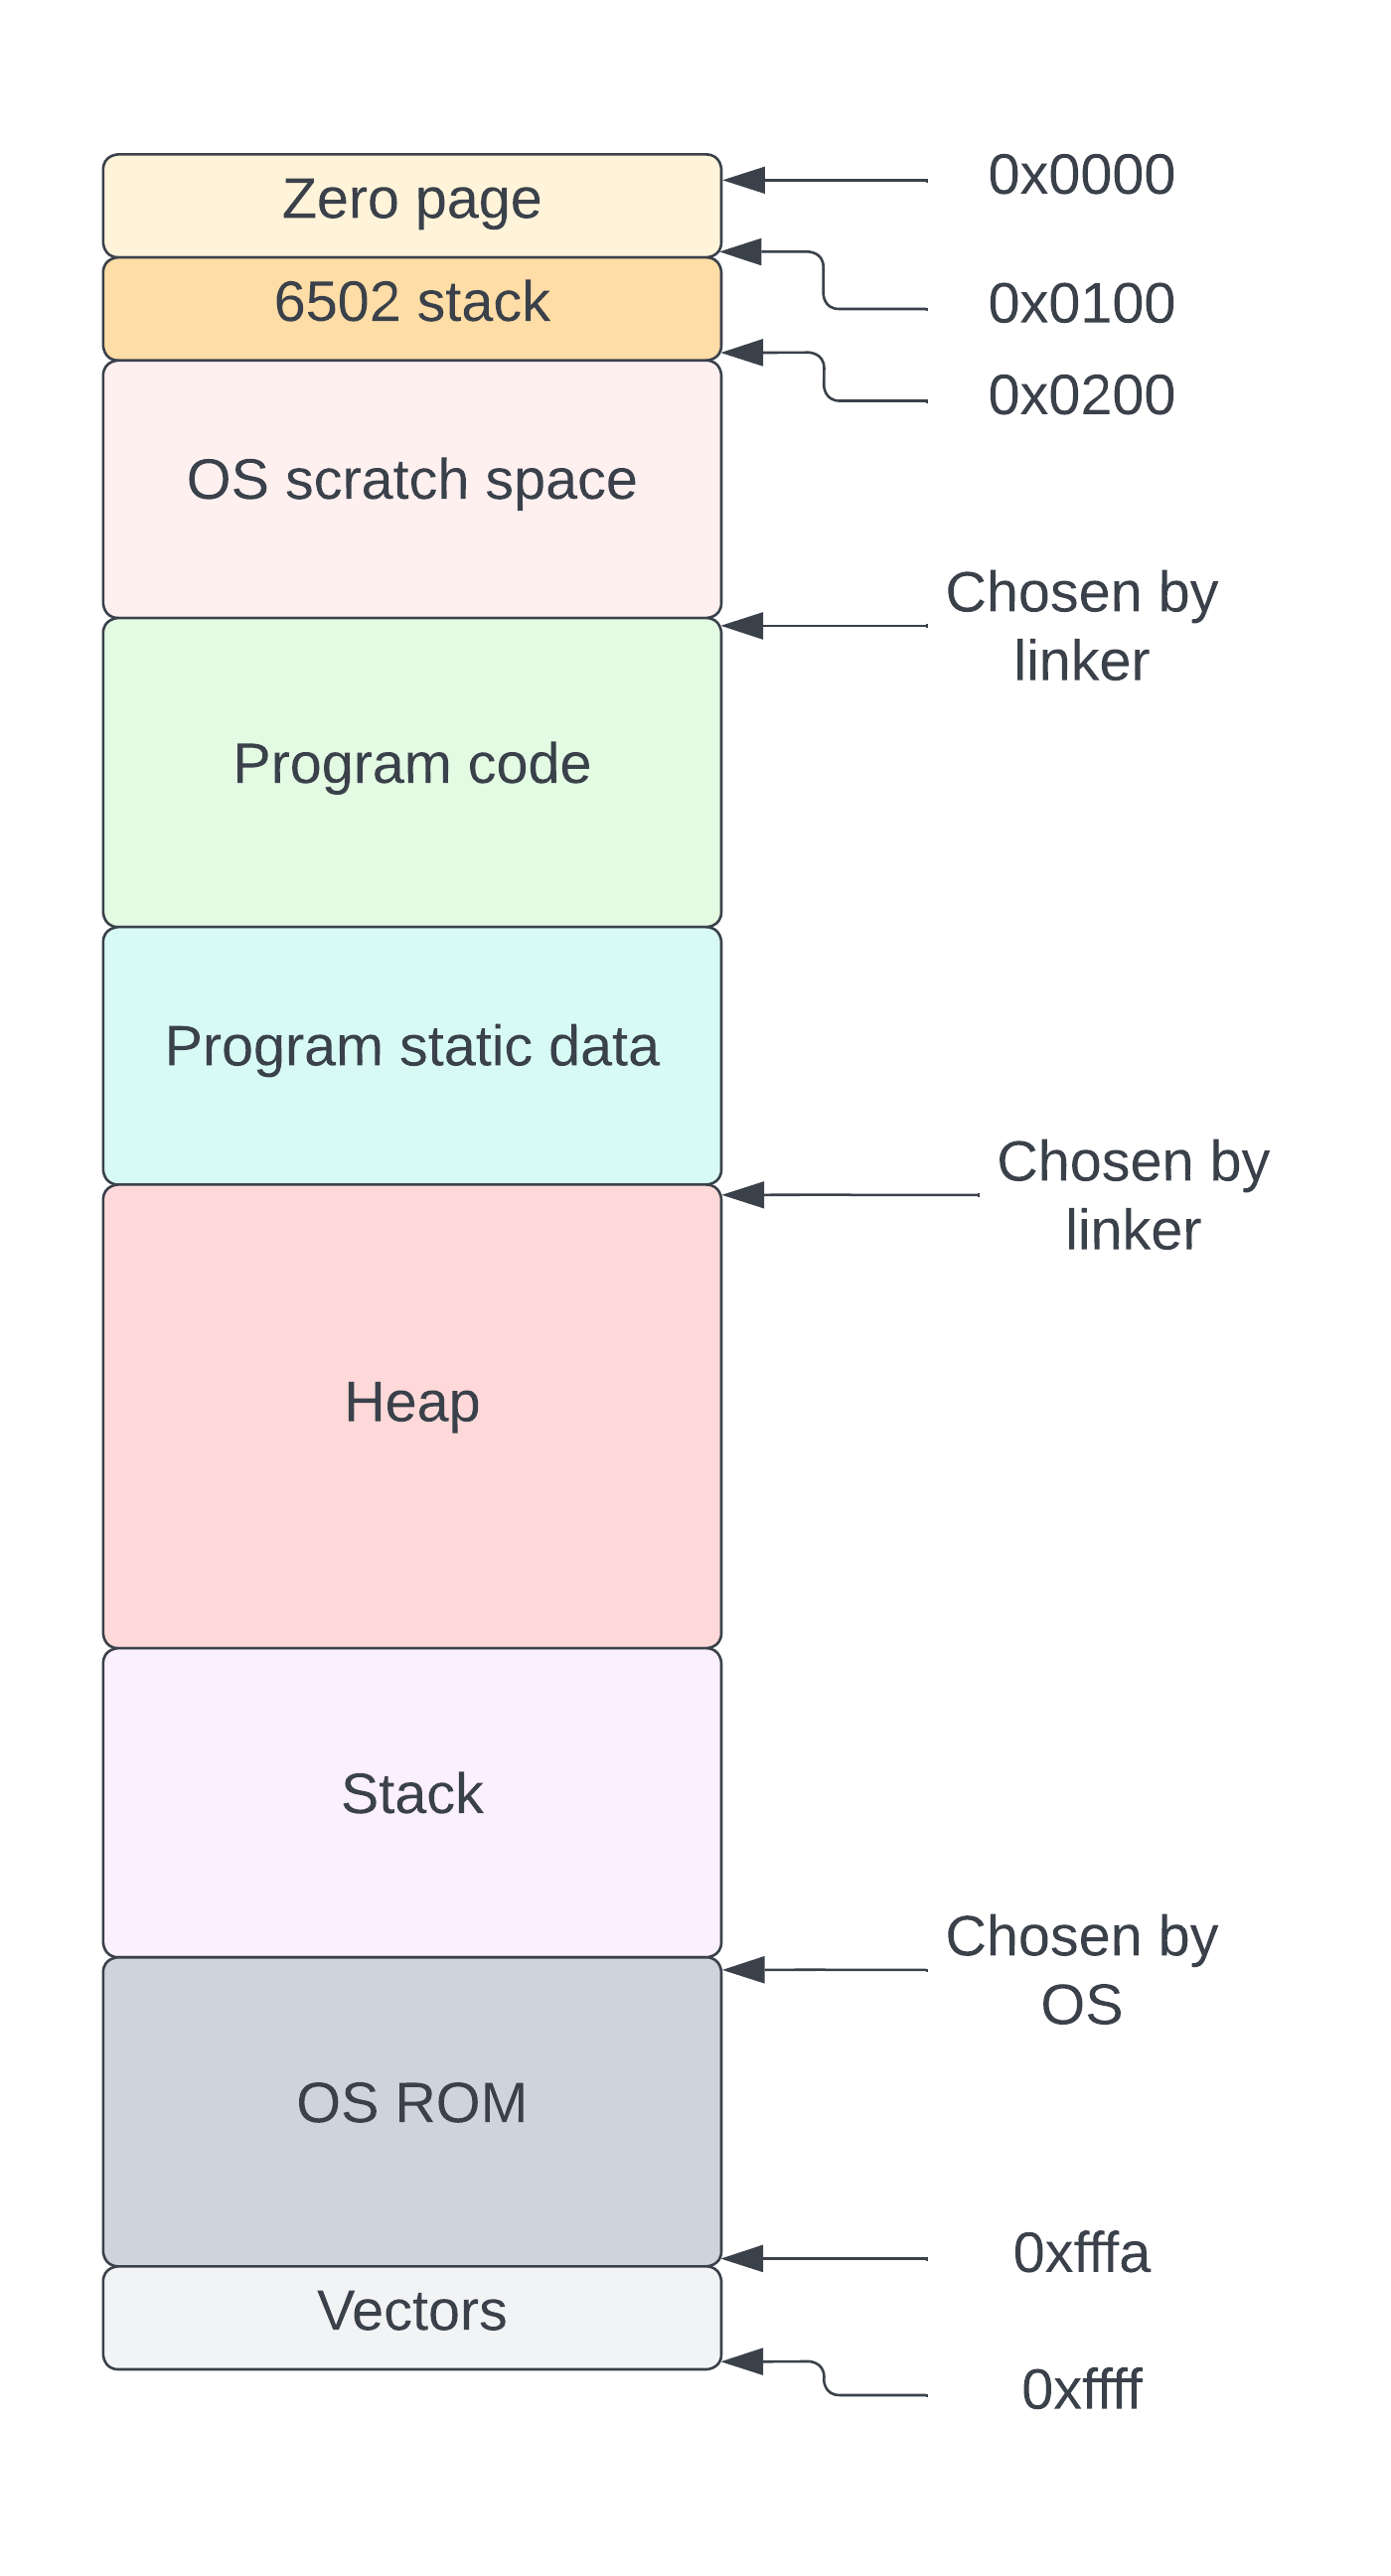 Zero page
0x0000
6502 stack
0x0100
0x0200
OS scratch space
Chosen by
linker
Program code
Program static data
Chosen by
linker
Heap
Stack
Chosen by
OS
OS ROM
0xfffa
Vectors
0xffff